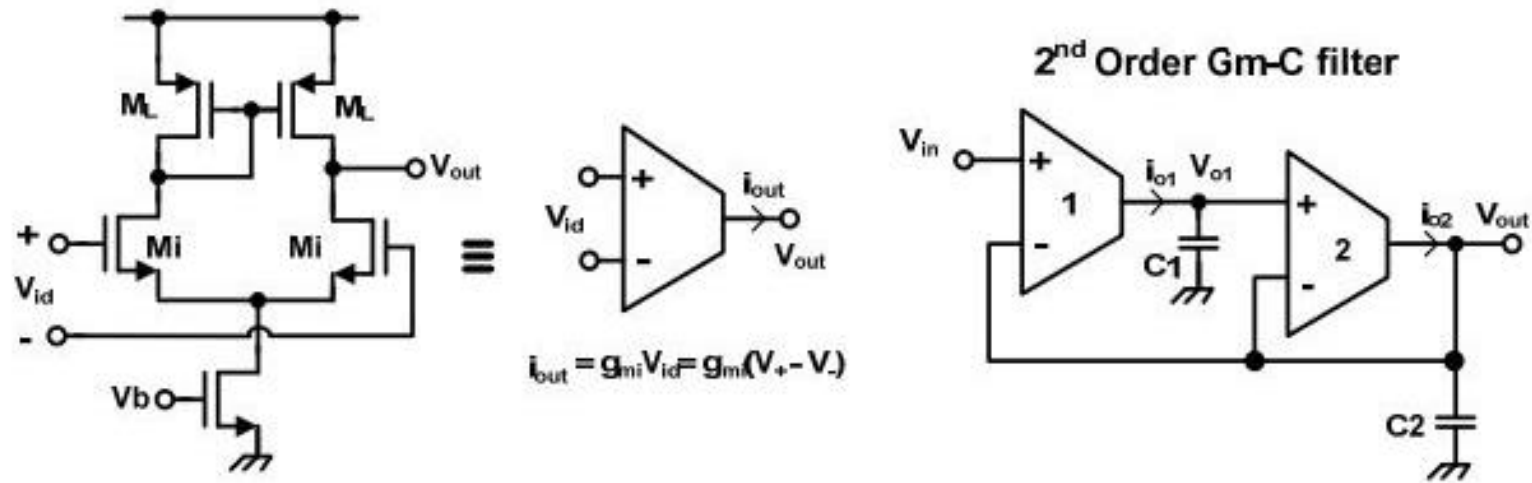 2nd Order Gm-C filter
ML
ML
Vout
+
Mi
Mi
Vid
-
Vb
≡
+
Vid
-
iout
Vout
iout = gmiVid= gmi(V+- V-)
Vin
+
1
-
io1
Vo1
C1
+
2
-
io2
Vout
C2